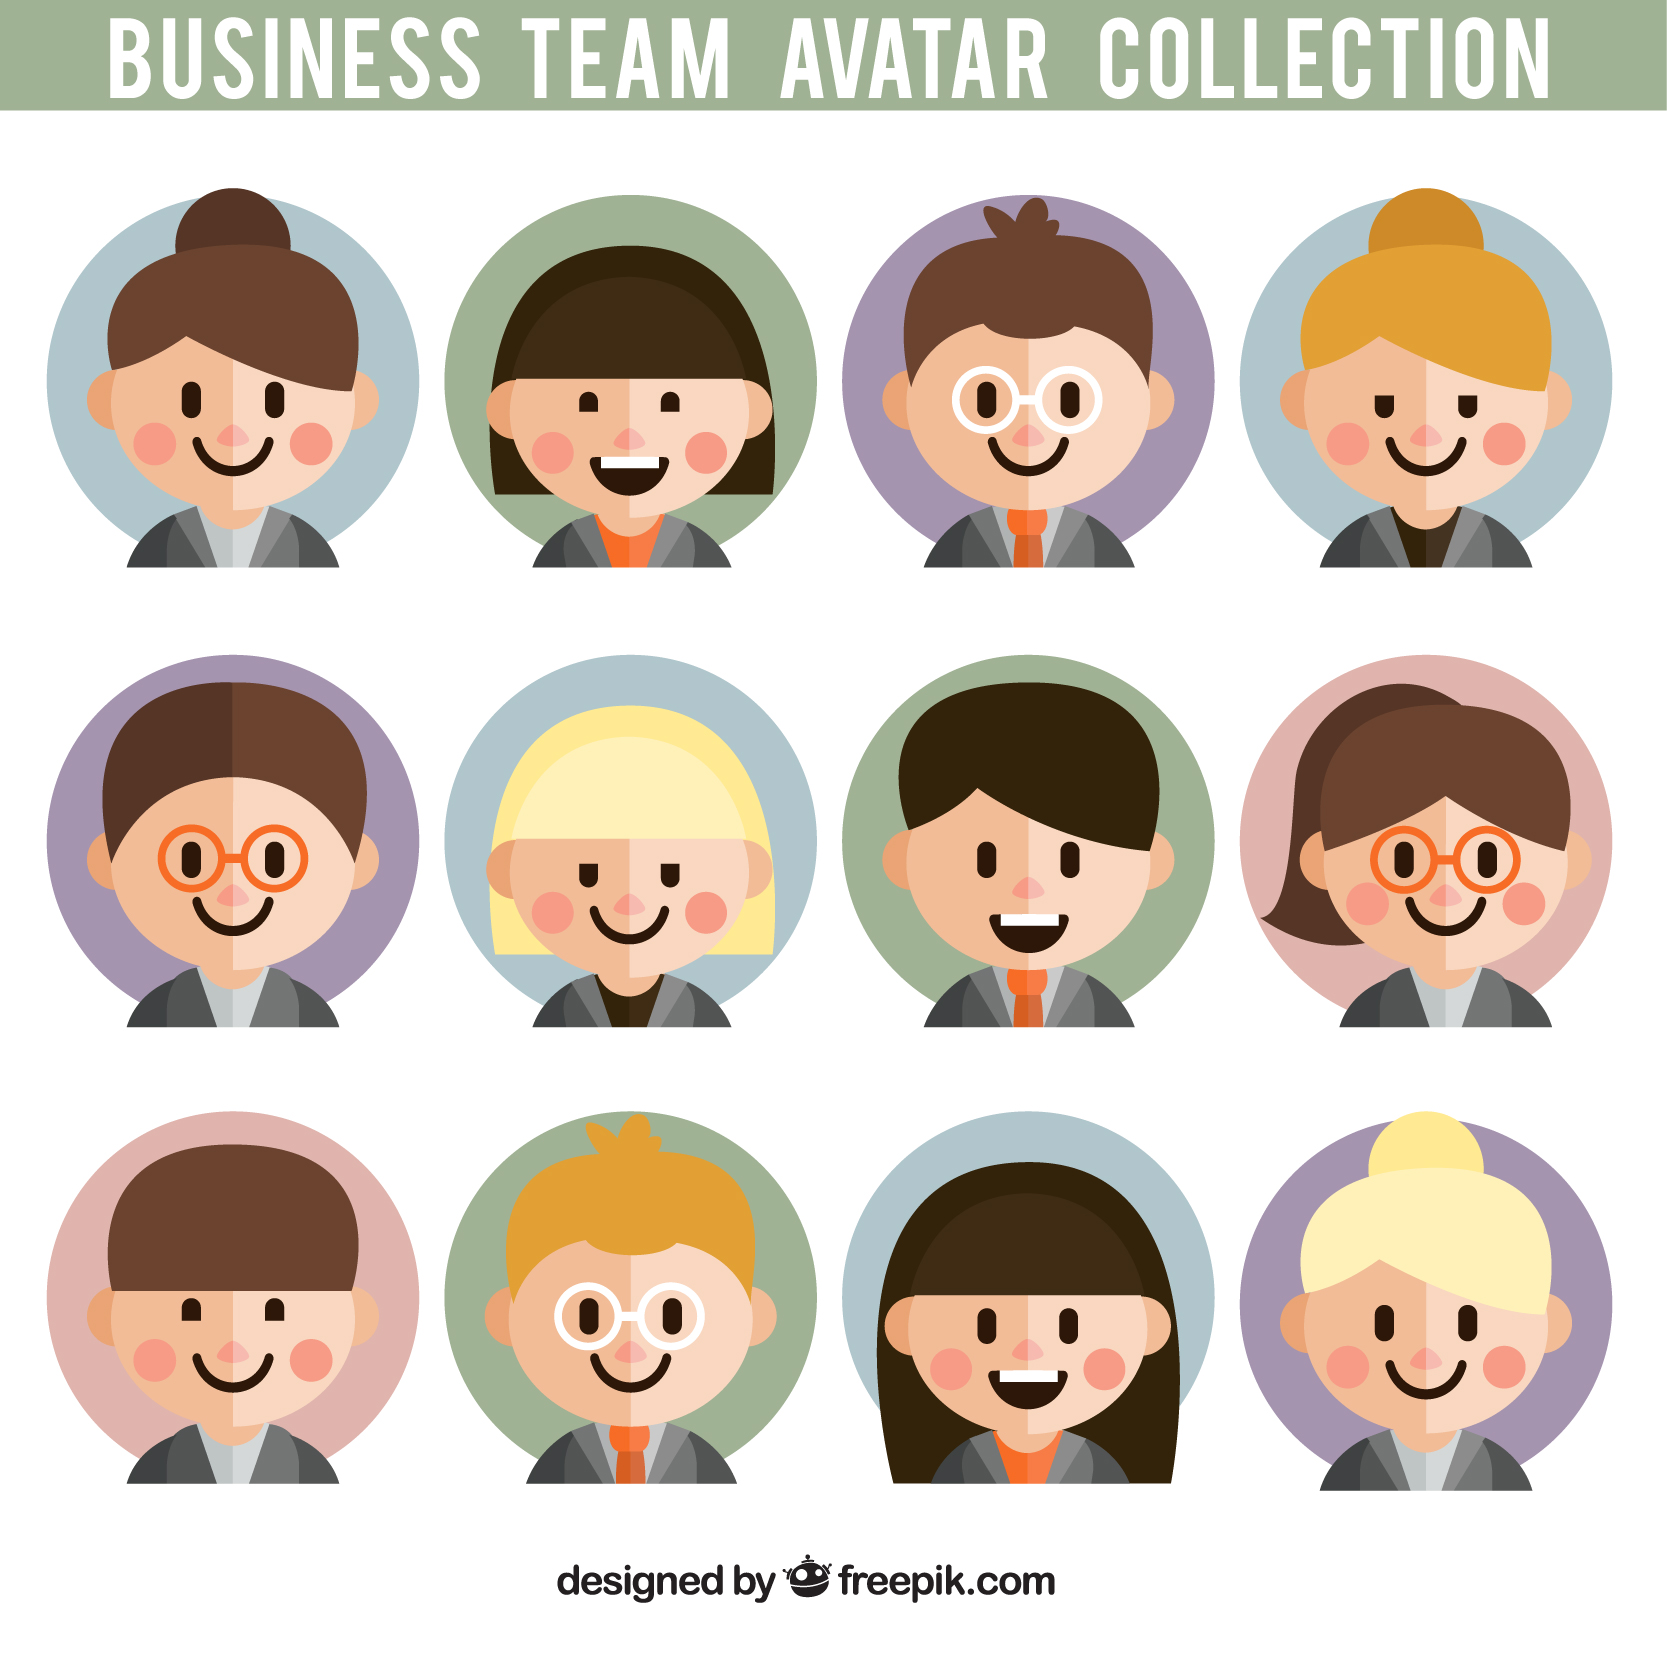 BUSINESS TEAM AVATAR COLLECTION
designed by freepik.com